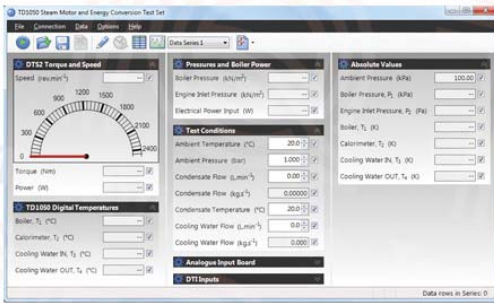 TD1050 Steam Motor and Energy Conversion Test Set
File Connection Data Options Help
Data Series 1
DTS2 Torque and Speed
Speed (rev.min⁻¹) --
0 300 600 900 1200 1500 1800 2100 2400
Torque (Nm) --
Power (W) --
TD1050 Digital Temperatures
Boiler, T₁ (°C) --
Calorimeter, T₂ (°C) --
Cooling Water IN, T₃ (°C) --
Cooling Water OUT, T₄ (°C) --
Pressures and Boiler Power
Boiler Pressure (kN/m²) --
Engine Inlet Pressure (kN/m²) --
Electrical Power Input (W) --
Test Conditions
Ambient Temperature (°C) 20.0
Ambient Pressure (bar) 1.000
Condensate Flow (L.min⁻¹) 0.00
Condensate Flow (kg.s⁻¹) 0.00000
Condensate Temperature (°C) 20.0
Cooling Water Flow (L.min⁻¹) 0.0
Cooling Water Flow (kg.s⁻¹) 0.000
Analogue Input Board
DTI Inputs
Absolute Values
Ambient Pressure (kPa) 100.00
Boiler Pressure, P₁ (kPa) --
Engine Inlet Pressure, P₂ (Pa) --
Boiler, T₁ (K) --
Calorimeter, T₂ (K) --
Cooling Water IN, T₃ (K) --
Cooling Water OUT, T₄ (K) --
Data rows in Series: 0